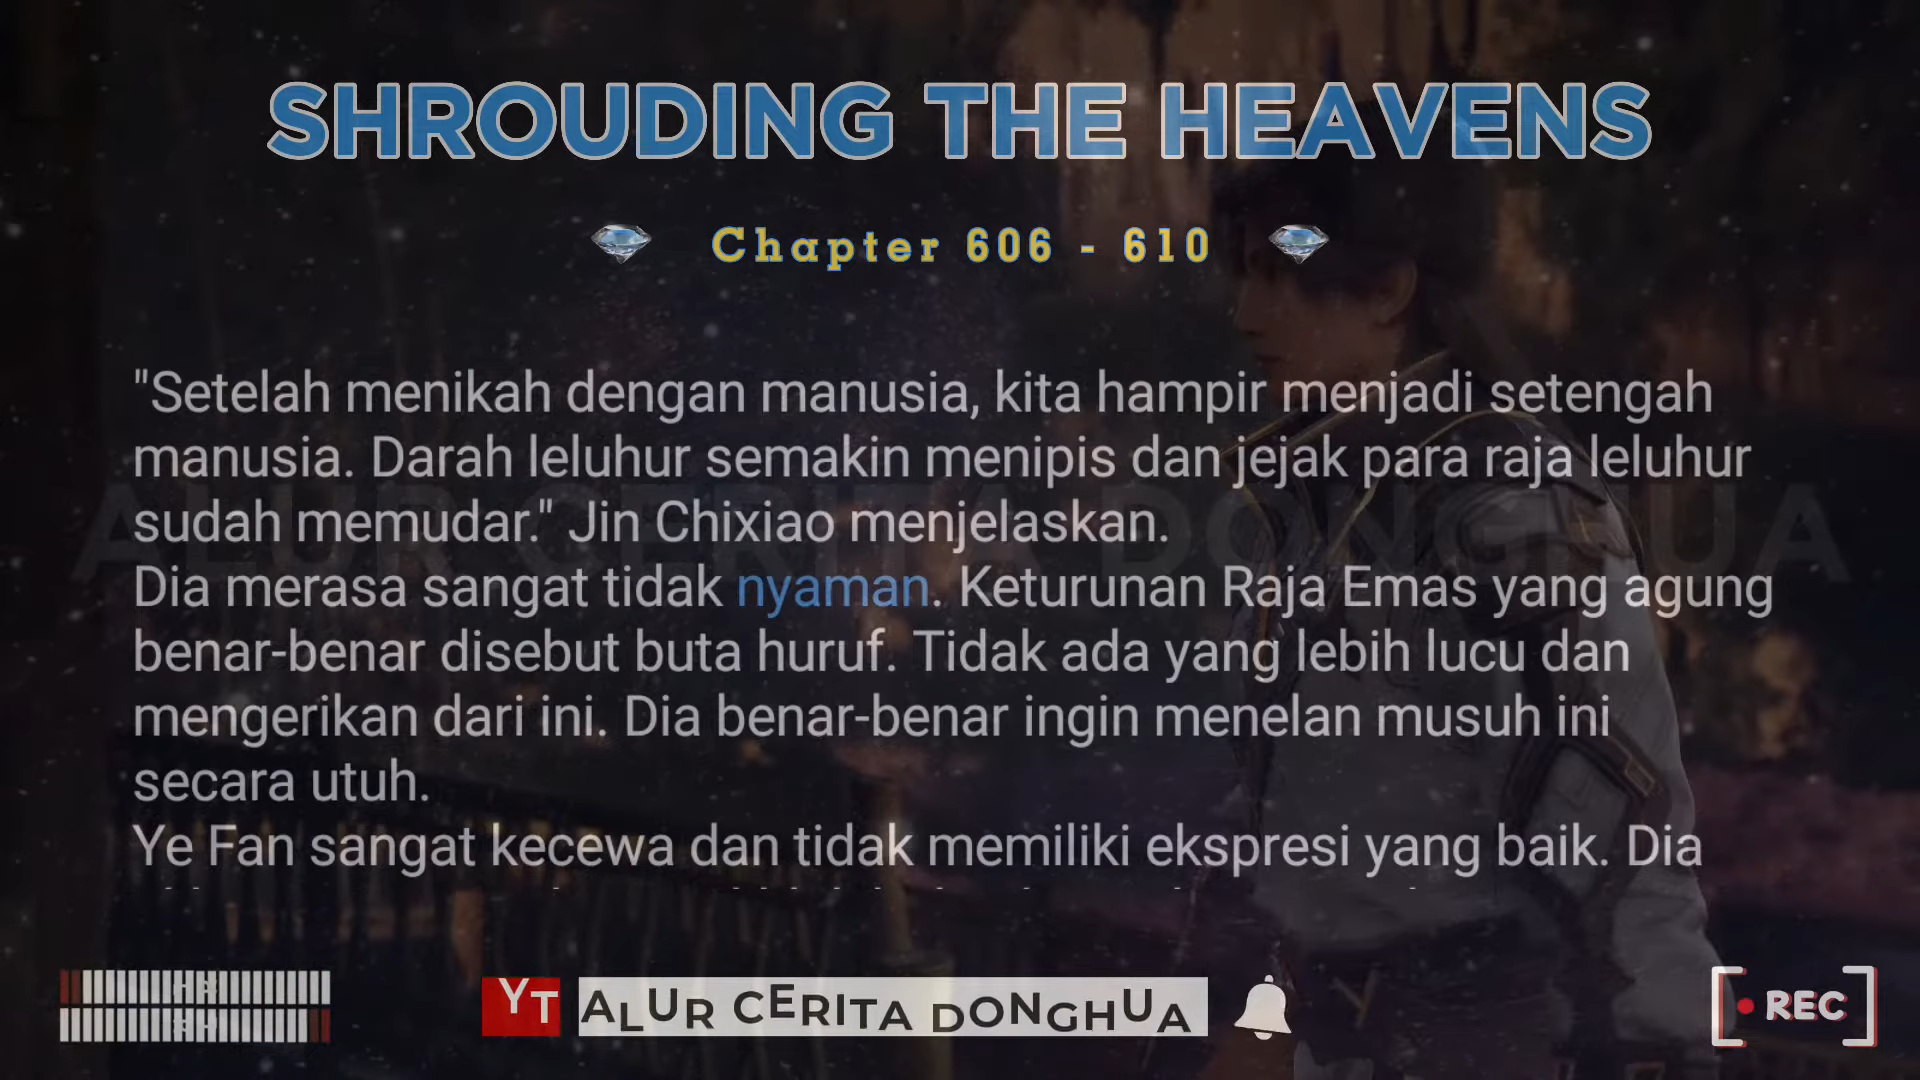 SHROUDING THE HEAVENS
Chapter 606 - 610
"Setelah menikah dengan manusia, kita hampir menjadi setengah
manusia. Darah leluhur semakin menipis dan jejak para raja leluhur
sudah memudar." Jin Chixiao menjelaskan.
Dia merasa sangat tidak nyaman. Keturunan Raja Emas yang agung
benar-benar disebut buta huruf. Tidak ada yang lebih lucu dan
mengerikan dari ini. Dia benar-benar ingin menelan musuh ini
secara utuh.
Ye Fan sangat kecewa dan tidak memiliki ekspresi yang baik. Dia
ALUR CERITA DONGHUA
YT ALUR CERITA DONGHUA
REC